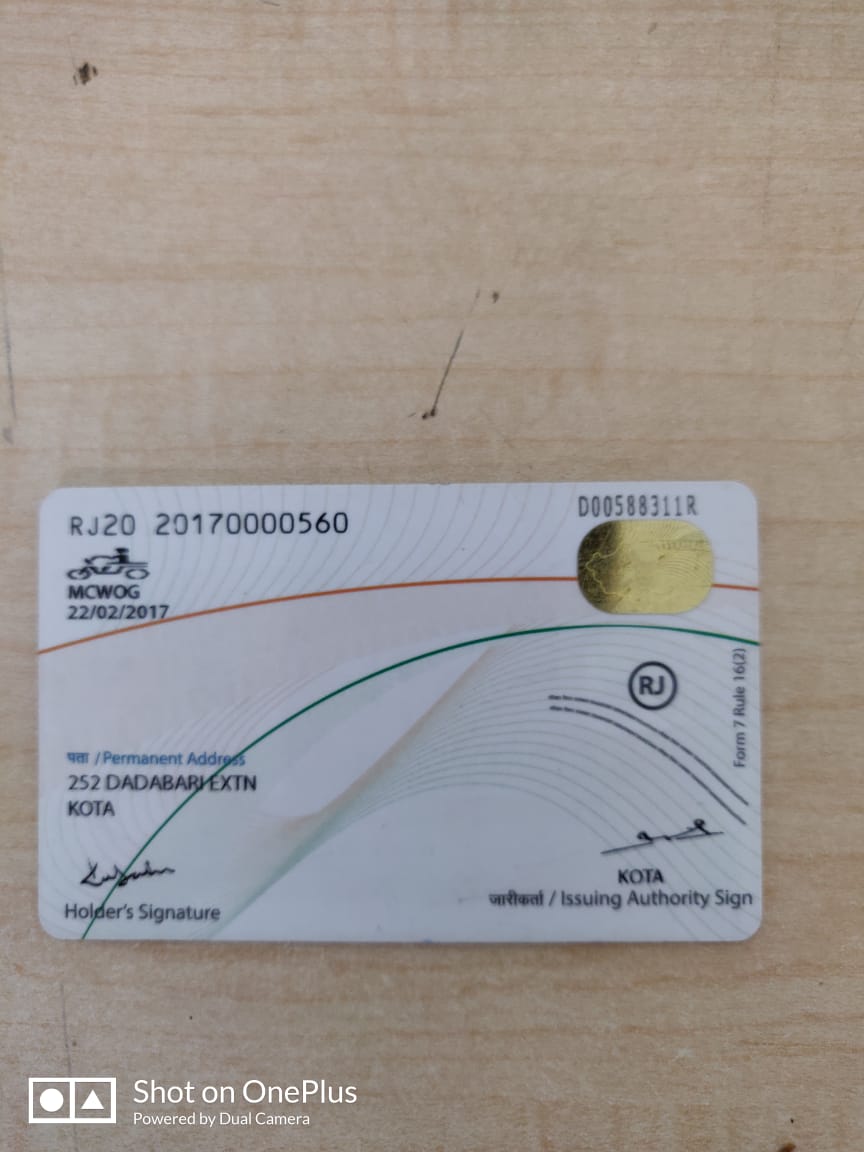 RJ20 20170000560
D00588311R
MCWOG
22/02/2017
RJ
Form 7 Rule 16(2)
पता / Permanent Address
252 DADABARI EXTN
KOTA
Holder's Signature
KOTA
जारीकर्ता / Issuing Authority Sign
Shot on OnePlus
Powered by Dual Camera